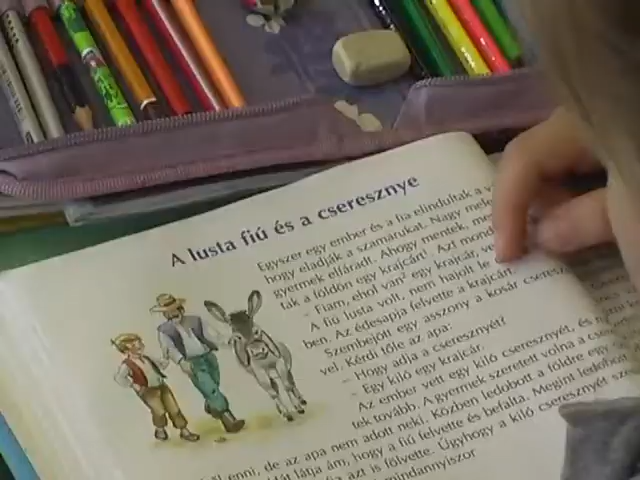 A lusta fiú és a cseresznye
Egyszer egy ember és a fia elindultak a v
hogy eladják a szamarukat. Nagy mele
gyermek elfáradt. Ahogy mentek, me
tak a földön egy krajcárt. Azt mond
– Fiam, ehol van egy krajcár, ve
A fiú lusta volt, nem hajolt le
ben. Az édesapja felvette a krajcárt
Szembejött egy asszony a kosár cseresz
vel. Kérdi tőle az apa:
– Hogy adja a cseresznyét?
– Egy kiló egy krajcár.
Az ember vett egy kiló cseresznyét, és
tek tovább. A gyermek szeretett volna a cseres
enni, de az apa nem adott neki. Közben ledobott a földre egy
látja ám, hogy a fiú felvette és befalta. Megint ledobott
azt is fölvette. Úgyhogy a kiló cseresznyét
mindannyiszor